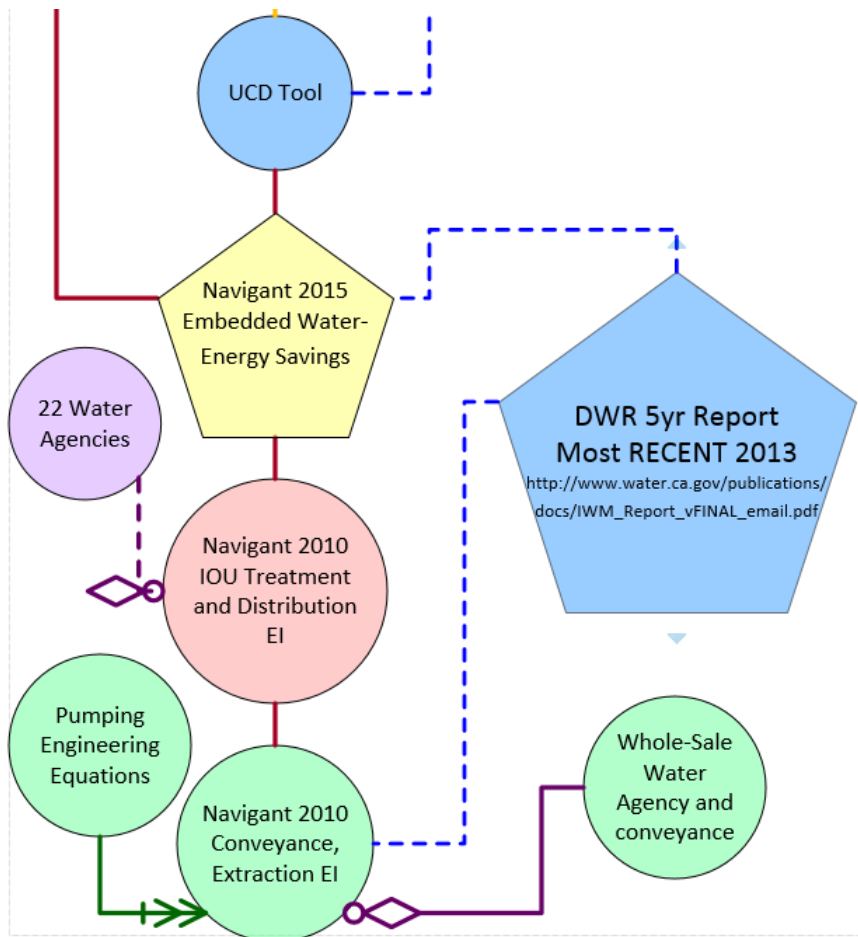 UCD Tool
Navigant 2015
Embedded Water-
Energy Savings
22 Water
Agencies
DWR 5yr Report
Most RECENT 2013
http://www.water.ca.gov/publications/
docs/IWM_Report_vFINAL_email.pdf
Navigant 2010
IOU Treatment
and Distribution
EI
Pumping
Engineering
Equations
Navigant 2010
Conveyance,
Extraction EI
Whole-Sale
Water
Agency and
conveyance